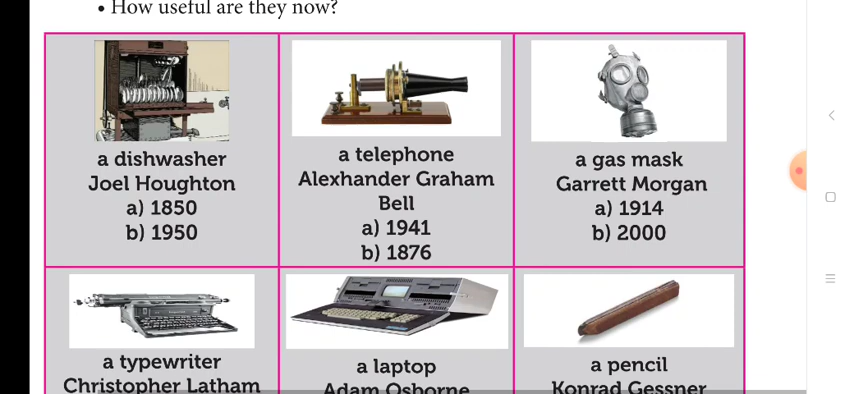 • How useful are they now?
a dishwasher
Joel Houghton
a) 1850
b) 1950
a telephone
Alexhander Graham
Bell
a) 1941
b) 1876
a gas mask
Garrett Morgan
a) 1914
b) 2000
a typewriter
Christopher Latham
a laptop
Adam Osborne
a pencil
Konrad Gessner